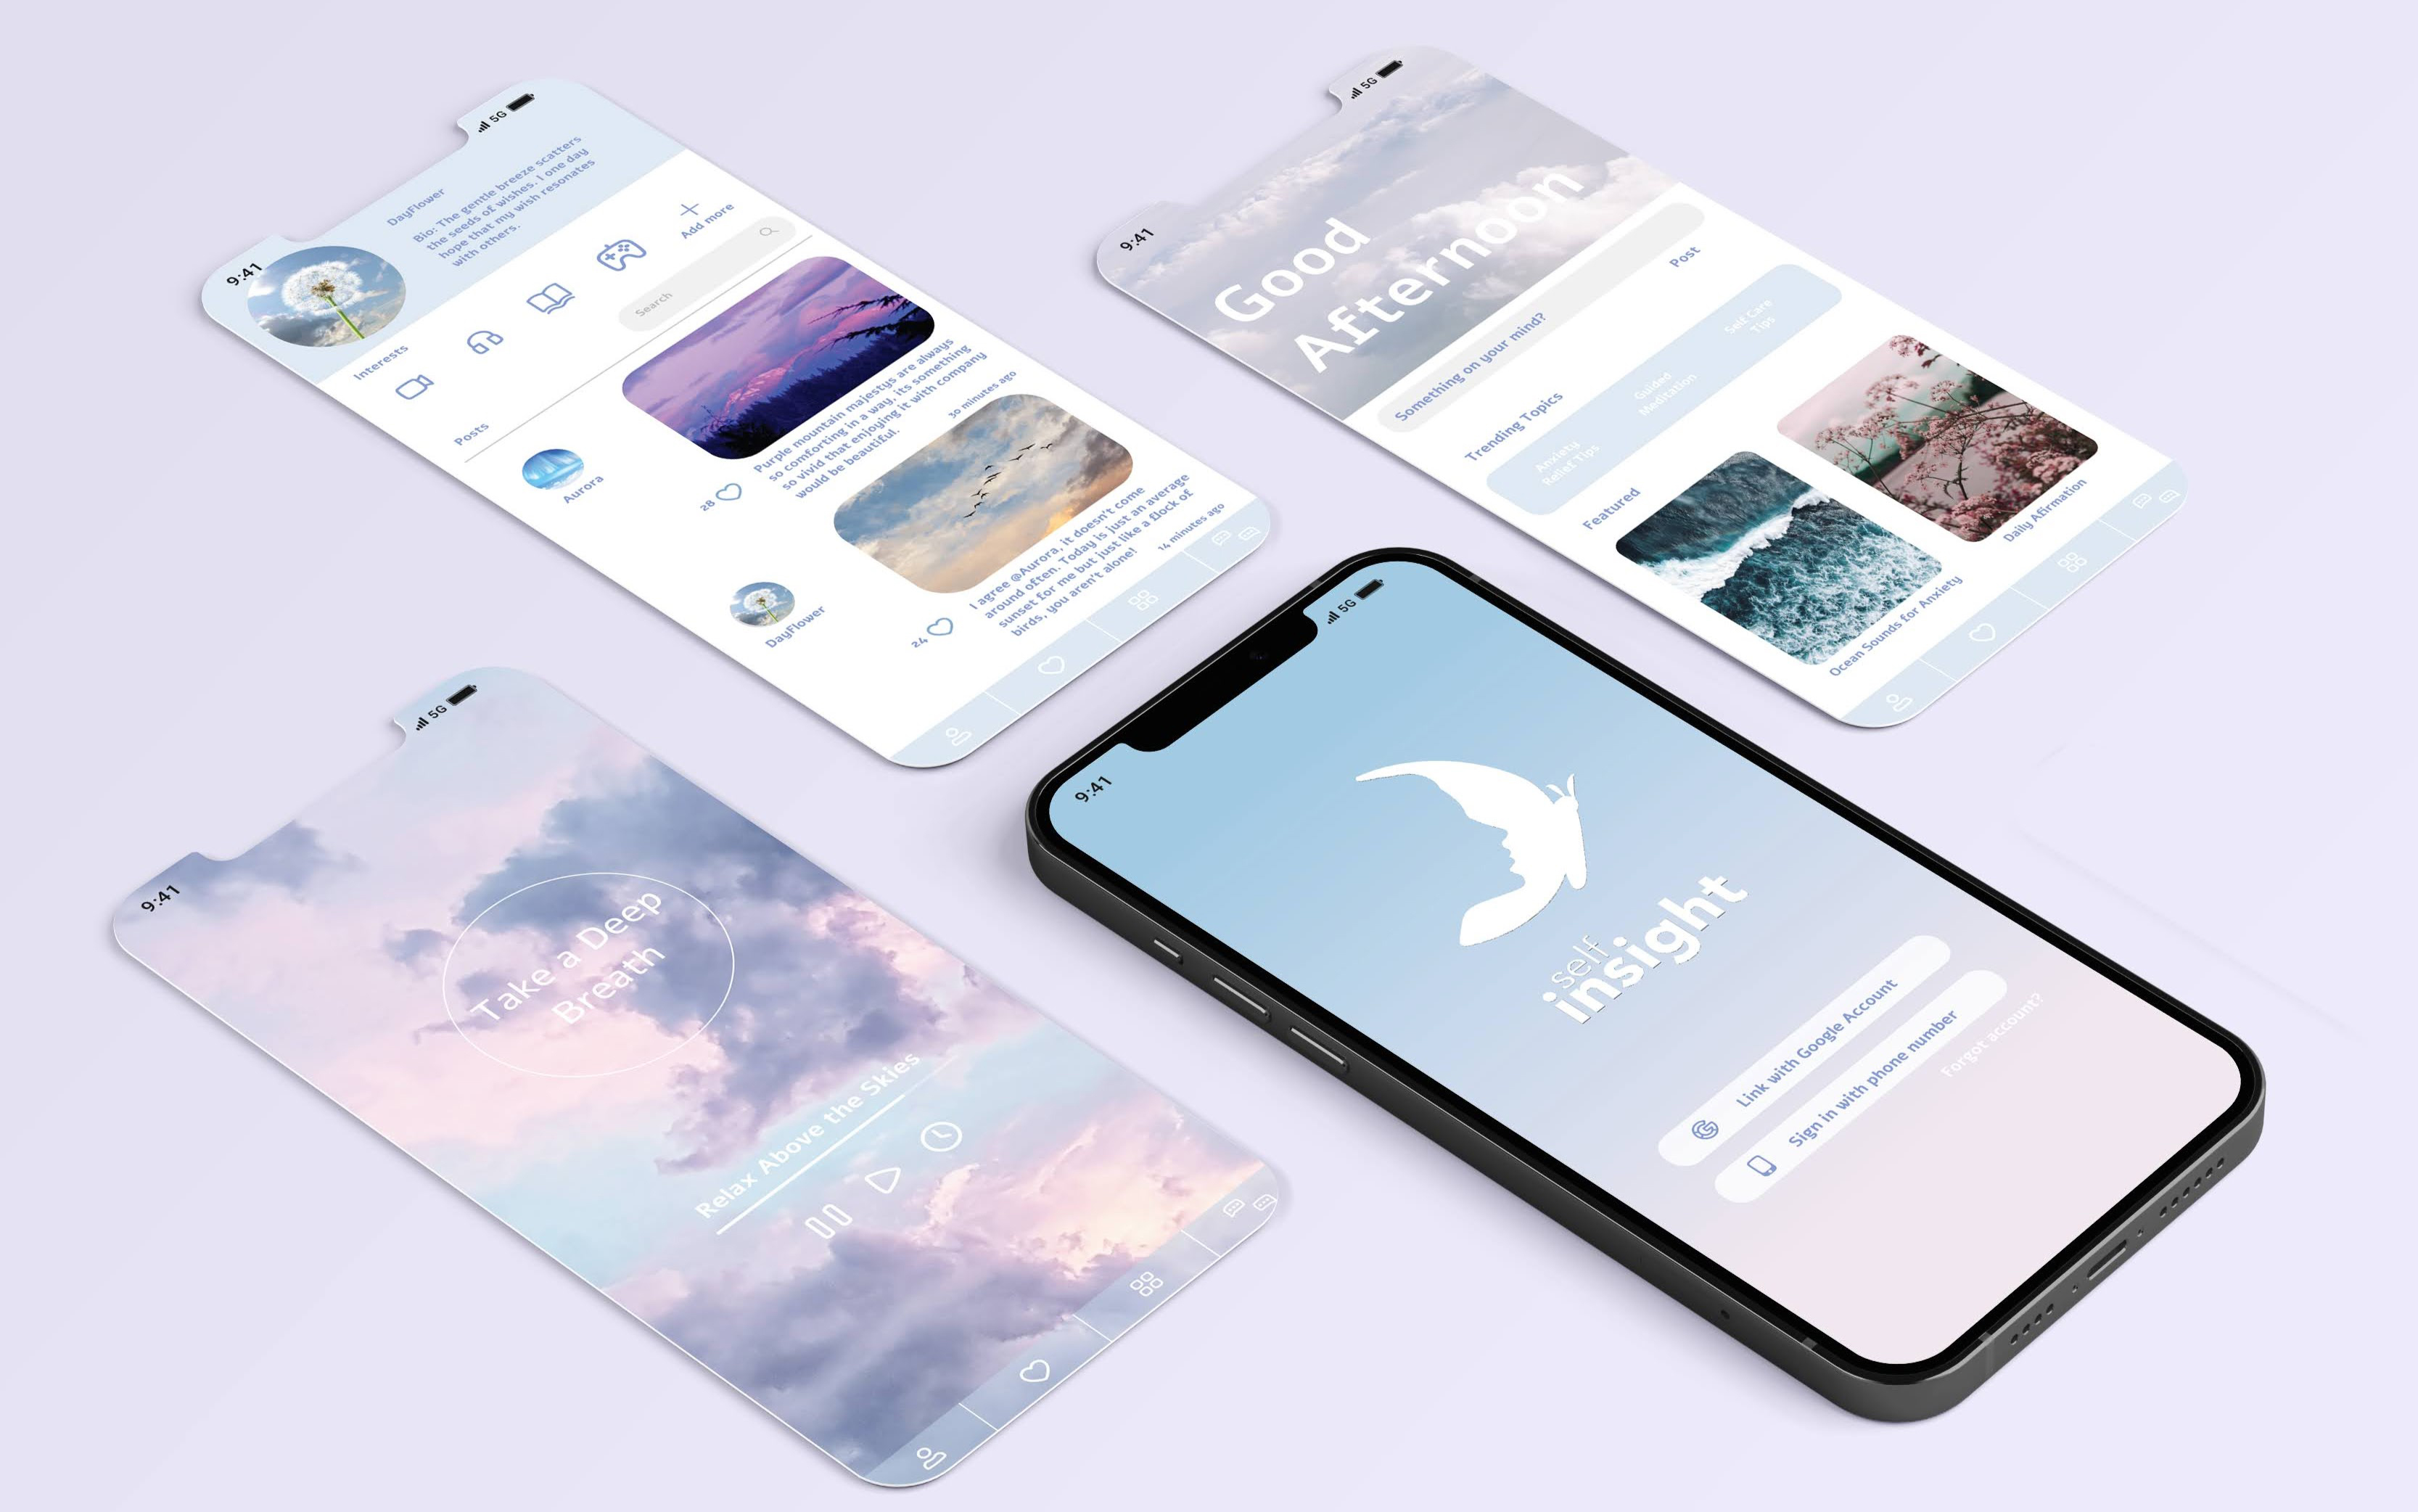 9:41
5G
DayFlower
Bio: The gentle breeze scatters
the seeds of wishes. I one day
hope that my wish resonates
with others.
Interests
Add more
Search
Posts
Aurora
28
Purple mountain majestys are always
so comforting in a way, its something
so vivid that enjoying it with company
would be beautiful.
30 minutes ago
DayFlower
24
I agree @Aurora, it doesn't come
around often. Today is just an average
sunset for me but just like a flock of
birds, you aren't alone!
14 minutes ago
9:41
5G
Good
Afternoon
Something on your mind?
Post
Trending Topics
Anxiety
Relief Tips
Guided
Medication
Self Care
Tips
Featured
Ocean Sounds for Anxiety
Daily Afirmation
9:41
5G
Take a Deep
Breath
Relax Above the Skies
9:41
5G
self
insight
Link with Google Account
Sign in with phone number
Forgot account?